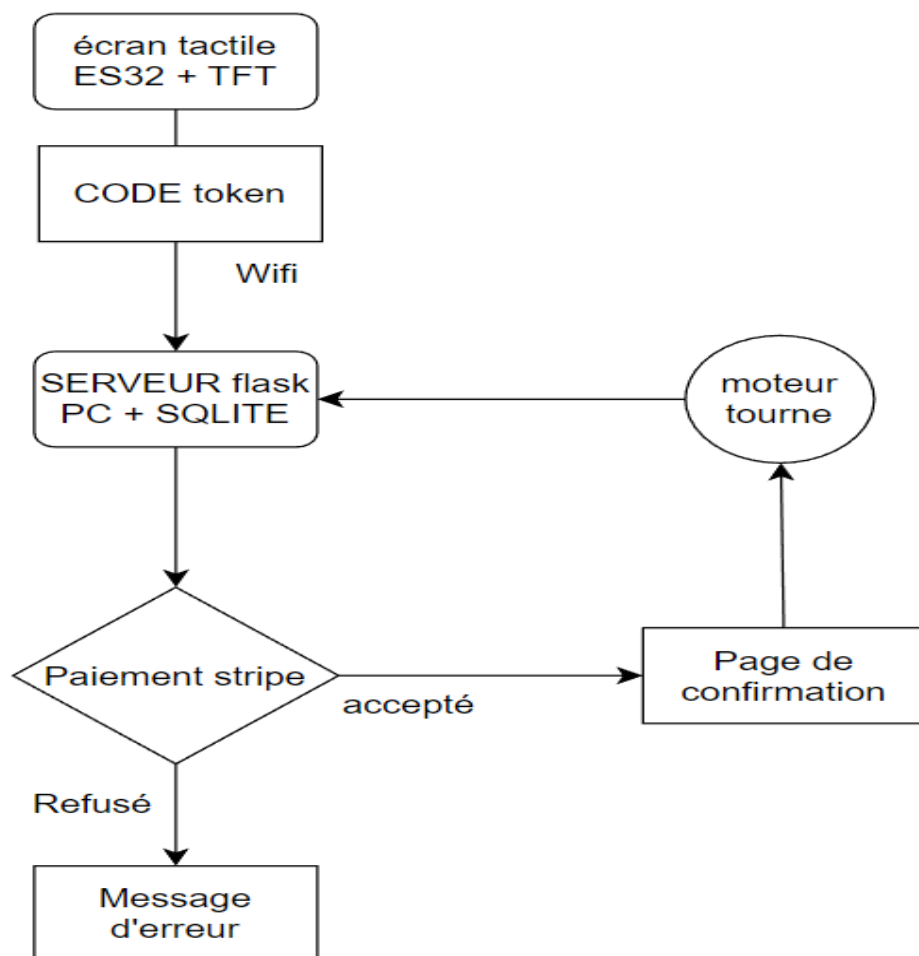 écran tactile
ES32 + TFT
CODE token
Wifi
SERVEUR flask
PC + SQLITE
moteur
tourne
Paiement stripe
accepté
Page de
confirmation
Refusé
Message
d'erreur